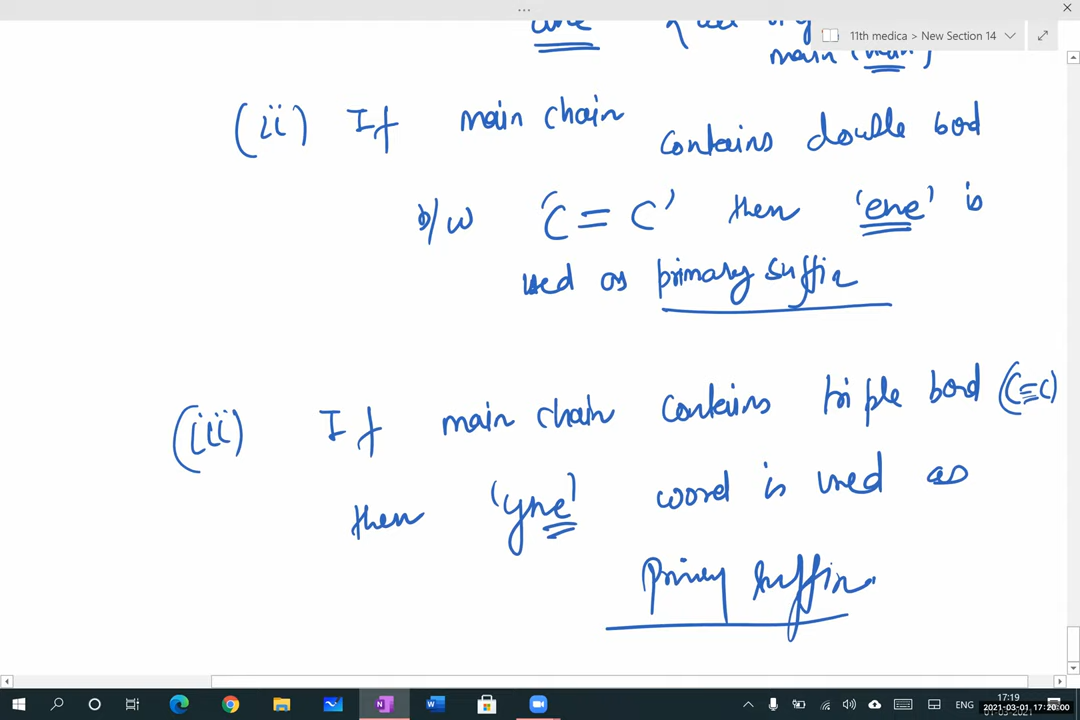 11th medica > New Section 14
main (
(ii) If main chain contains double bod
b/w 'C = C' then 'ene' is
used as primary suffix
(iii) If main chain contains triple bond (C≡C)
then 'yne' word is used as
primary suffix
ENG 17:19
2021-03-01 17:20:00